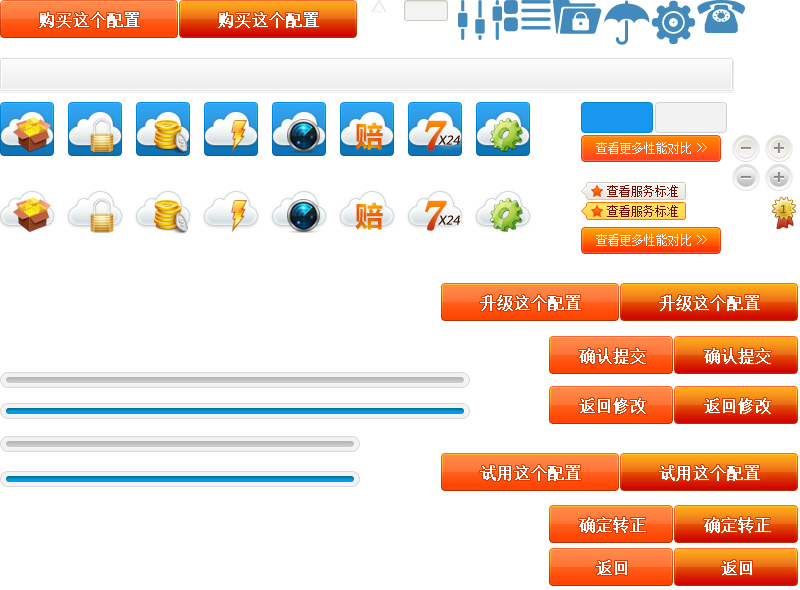 购买这个配置 购买这个配置
赔 7X24
查看更多性能对比
查看服务标准
赔 7X24
查看服务标准
1
查看更多性能对比
升级这个配置 升级这个配置
确认提交 确认提交
返回修改 返回修改
试用这个配置 试用这个配置
确定转正 确定转正
返回 返回